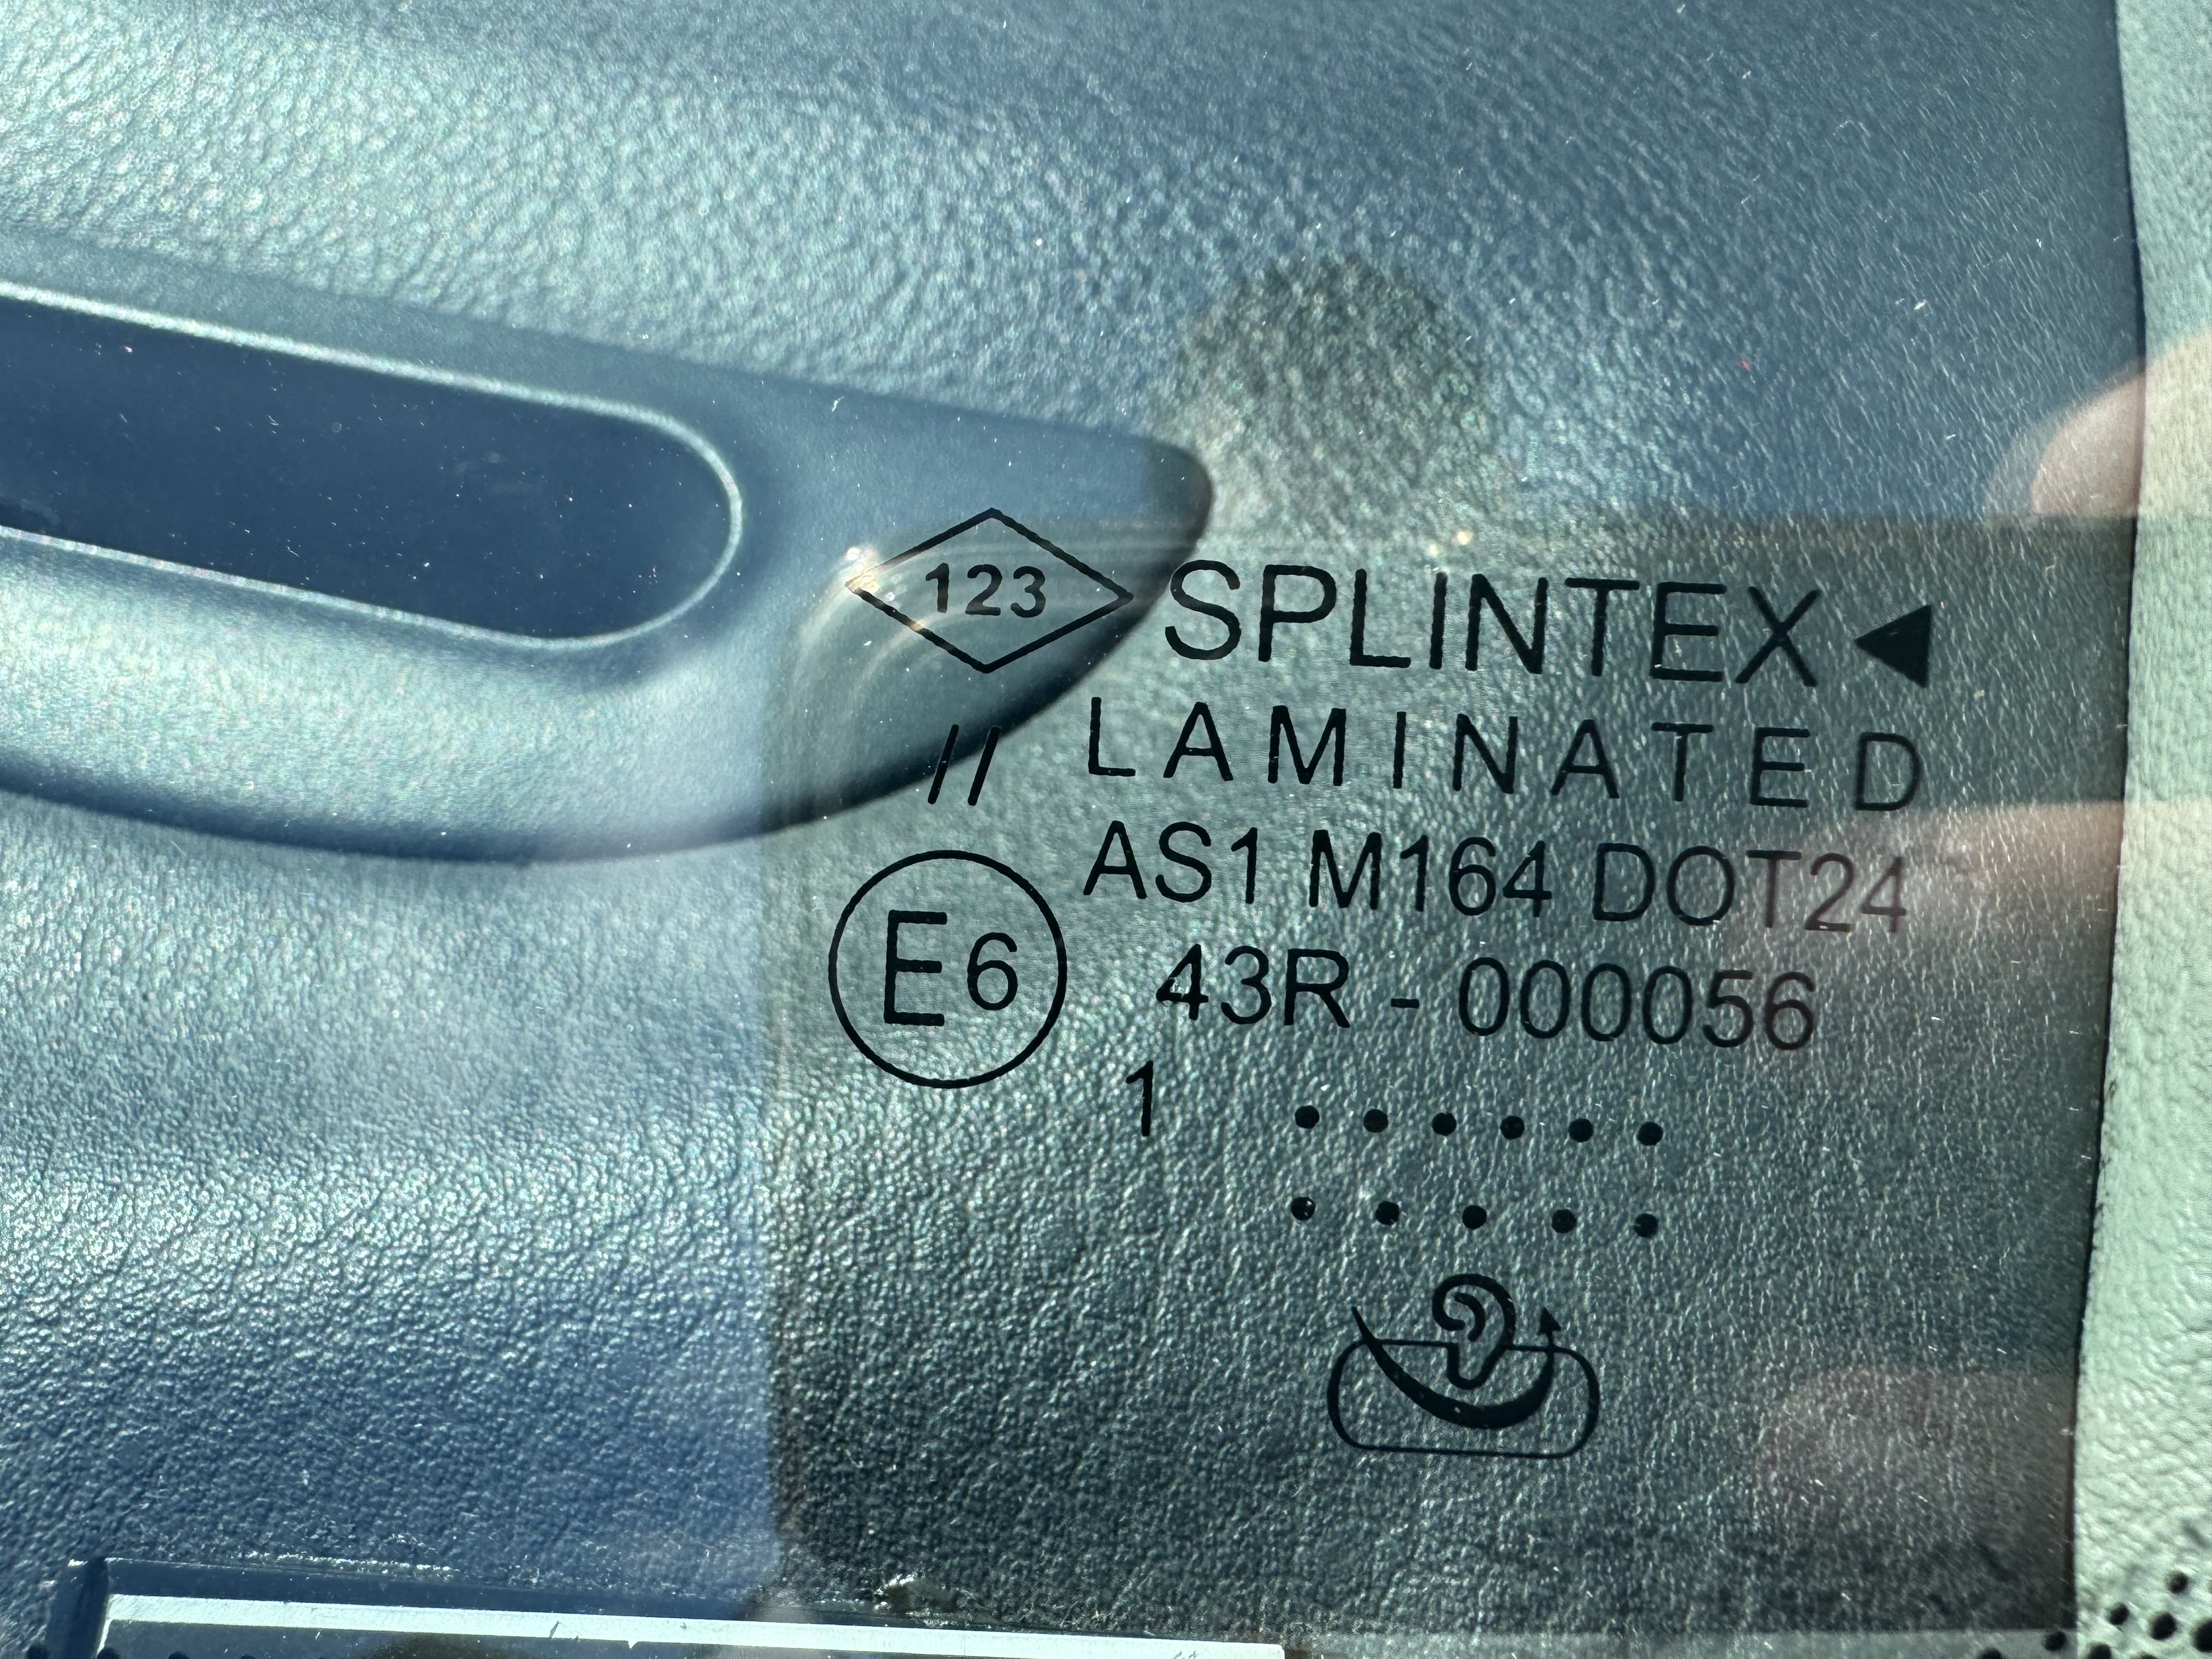 123 SPLINTEX
// LAMINATED
AS1 M164 DOT24
E6 43R - 000056
1